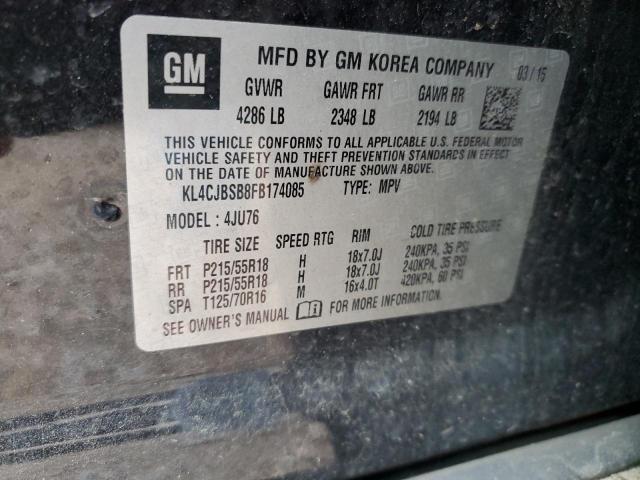 GM MFD BY GM KOREA COMPANY 03/15
GVWR GAWR FRT GAWR RR
4286 LB 2348 LB 2194 LB
THIS VEHICLE CONFORMS TO ALL APPLICABLE U.S. FEDERAL MOTOR
VEHICLE SAFETY AND THEFT PREVENTION STANDARDS IN EFFECT
ON THE DATE OF MANUFACTURE SHOWN ABOVE.
KL4CJBSB8FB174085 TYPE: MPV
MODEL : 4JU76
TIRE SIZE SPEED RTG RIM COLD TIRE PRESSURE
FRT P215/55R18 H 18x7.0J 240KPA, 35 PSI
RR P215/55R18 H 18x7.0J 240KPA, 35 PSI
SPA T125/70R16 M 16x4.0T 420KPA, 60 PSI
SEE OWNER'S MANUAL FOR MORE INFORMATION.